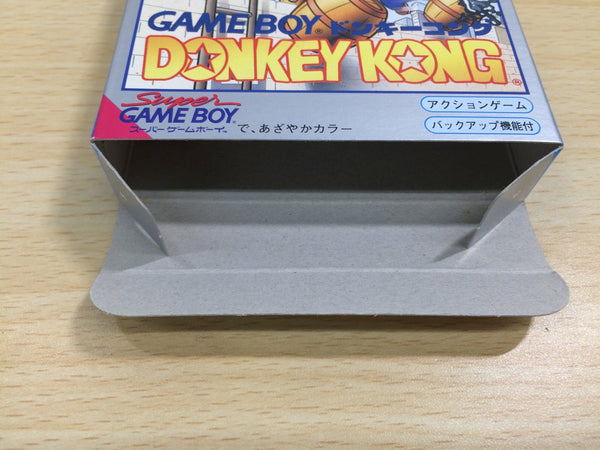 GAME BOY® ドンキーコング
DONKEY KONG®
Super
GAME BOY
スーパーゲームボーイ® で、あざやかカラー
アクションゲーム
バックアップ機能付